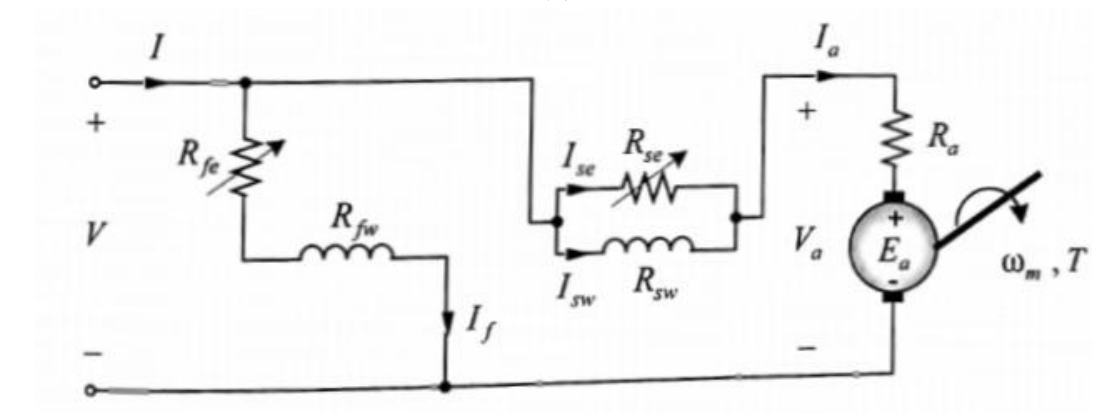 I
I_a
+
+
R_fe
I_se
R_se
R_a
V
R_fw
V_a
+
E_a
-
I_sw
R_sw
ω_m , T
I_f
−
−